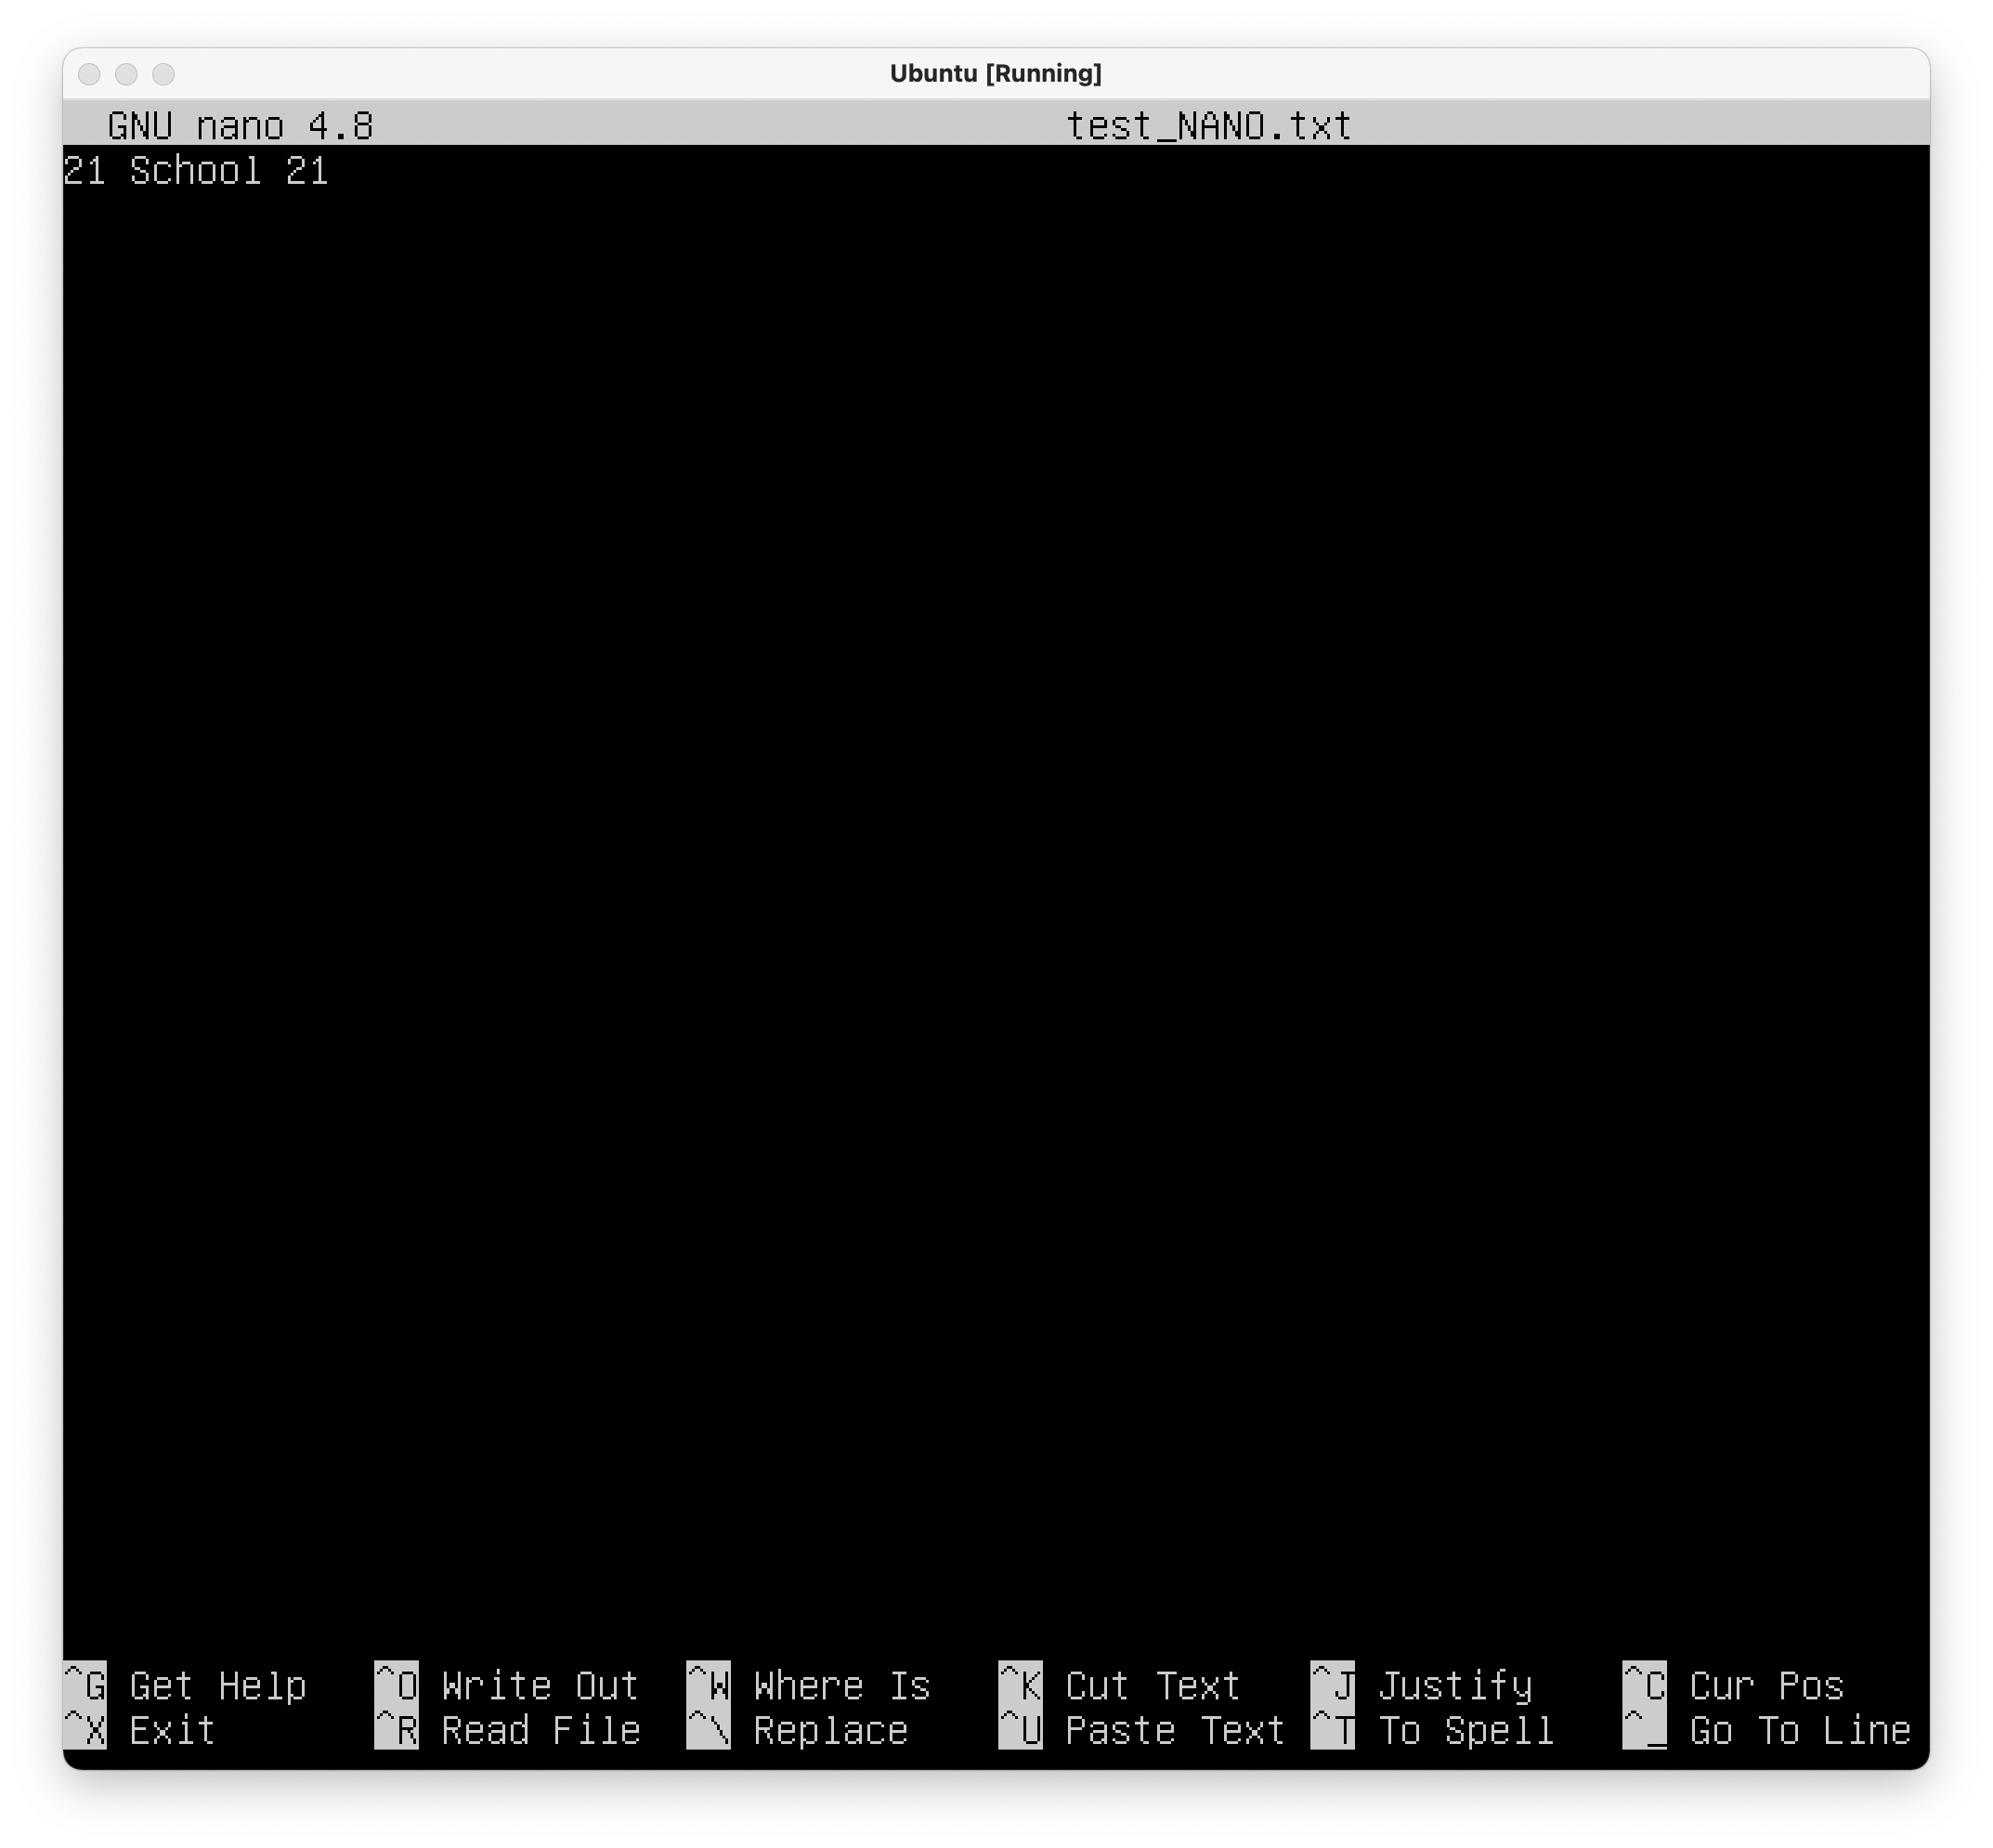 Ubuntu [Running]
GNU nano 4.8 test_NANO.txt
21 School 21
^G Get Help ^O Write Out ^W Where Is ^K Cut Text ^J Justify ^C Cur Pos
^X Exit ^R Read File ^\ Replace ^U Paste Text ^T To Spell ^_ Go To Line